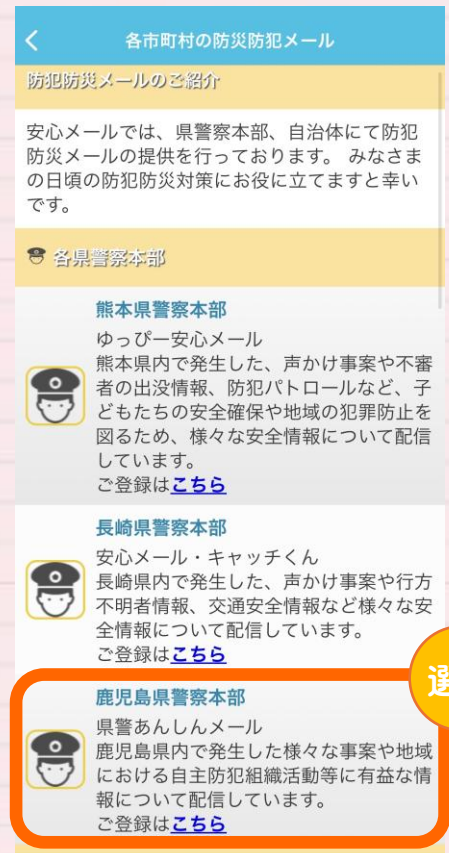 各市町村の防災防犯メール
防犯防災メールのご紹介
安心メールでは、県警察本部、自治体にて防犯
防災メールの提供を行っております。 みなさま
の日頃の防犯防災対策にお役に立てますと幸い
です。
各県警察本部
熊本県警察本部
ゆっぴー安心メール
熊本県内で発生した、声かけ事案や不審
者の出没情報、防犯パトロールなど、子
どもたちの安全確保や地域の犯罪防止を
図るため、様々な安全情報について配信
しています。
ご登録はこちら
長崎県警察本部
安心メール・キャッチくん
長崎県内で発生した、声かけ事案や行方
不明者情報、交通安全情報など様々な安
全情報について配信しています。
ご登録はこちら
選
鹿児島県警察本部
県警あんしんメール
鹿児島県内で発生した様々な事案や地域
における自主防犯組織活動等に有益な情
報について配信しています。
ご登録はこちら